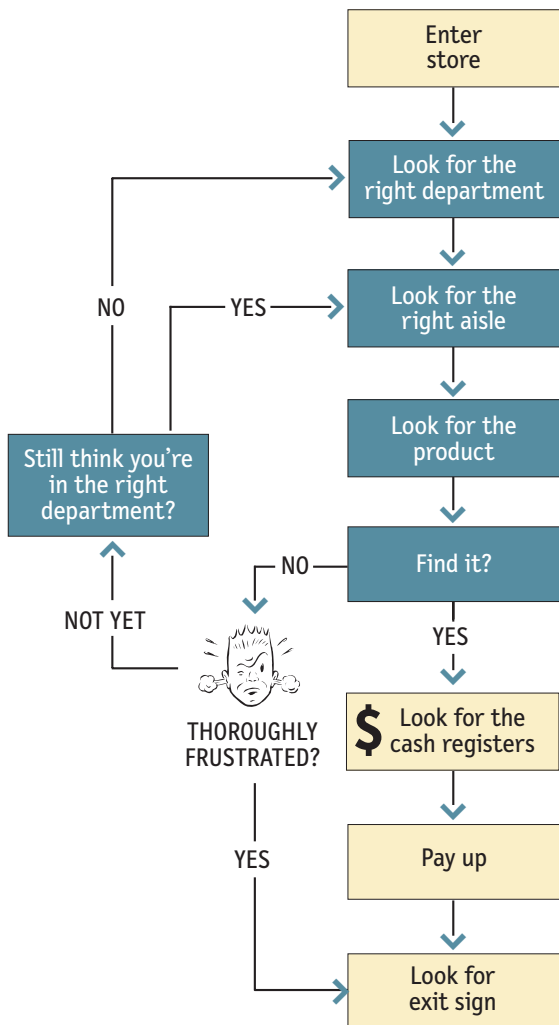 Enter
store
Look for the
right department
NO
YES
Look for the
right aisle
Look for the
product
Still think you're
in the right
department?
Find it?
NO
NOT YET
YES
THOROUGHLY
FRUSTRATED?
$ Look for the
cash registers
YES
Pay up
Look for
exit sign